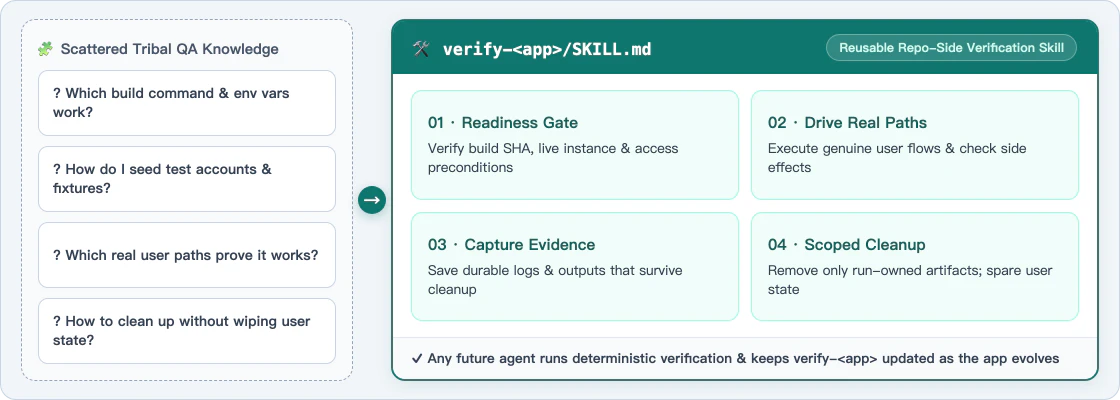 🧩 Scattered Tribal QA Knowledge
? Which build command & env vars
work?
? How do I seed test accounts &
fixtures?
? Which real user paths prove it works?
? How to clean up without wiping user
state?
→
🛠️ verify-<app>/SKILL.md
Reusable Repo-Side Verification Skill
01 · Readiness Gate
Verify build SHA, live instance & access
preconditions
02 · Drive Real Paths
Execute genuine user flows & check side
effects
03 · Capture Evidence
Save durable logs & outputs that survive
cleanup
04 · Scoped Cleanup
Remove only run-owned artifacts; spare user
state
✓ Any future agent runs deterministic verification & keeps verify-<app> updated as the app evolves